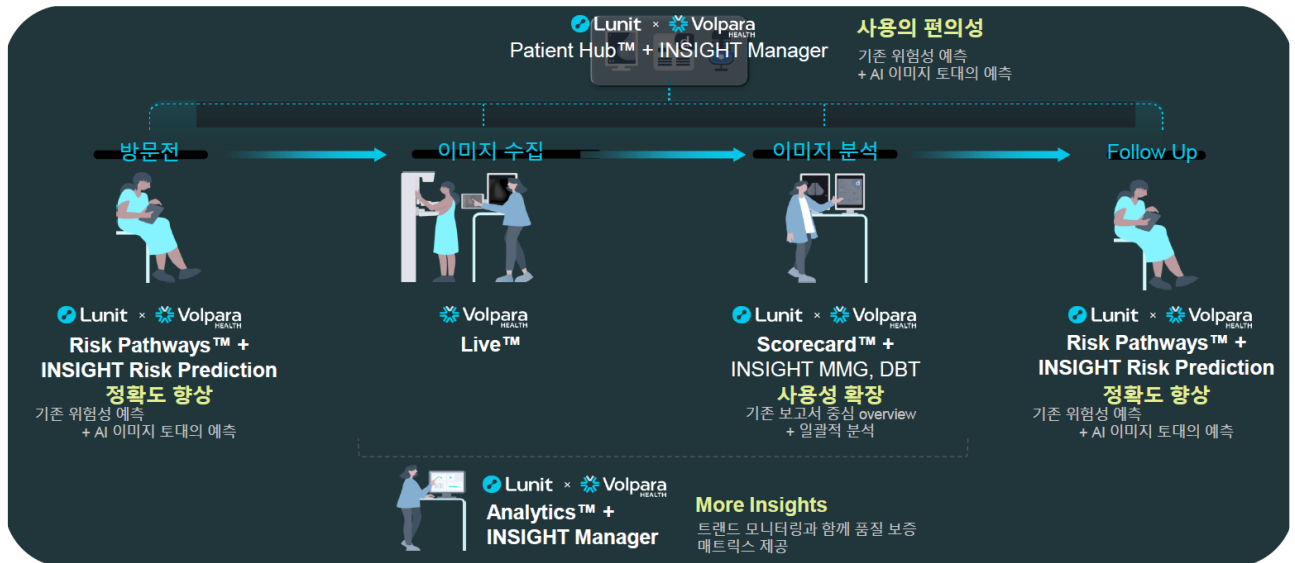 Lunit × Volpara HEALTH
Patient Hub™ + INSIGHT Manager
사용의 편의성
기존 위험성 예측
+ AI 이미지 토대의 예측
방문전
이미지 수집
이미지 분석
Follow Up
Lunit × Volpara HEALTH
Risk Pathways™ +
INSIGHT Risk Prediction
정확도 향상
기존 위험성 예측
+ AI 이미지 토대의 예측
Volpara HEALTH
Live™
Lunit × Volpara HEALTH
Scorecard™ +
INSIGHT MMG, DBT
사용성 확장
기존 보고서 중심 overview
+ 일괄적 분석
Lunit × Volpara HEALTH
Risk Pathways™ +
INSIGHT Risk Prediction
정확도 향상
기존 위험성 예측
+ AI 이미지 토대의 예측
Lunit × Volpara HEALTH
Analytics™ +
INSIGHT Manager
More Insights
트랜드 모니터링과 함께 품질 보증
매트릭스 제공